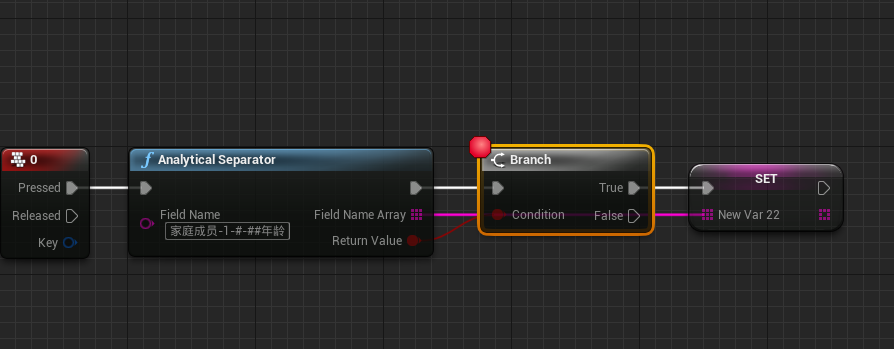 0
Pressed
Released
Key
Analytical Separator
Field Name
家庭成员-1-#-##年龄
Field Name Array
Return Value
Branch
Condition
True
False
SET
New Var 22